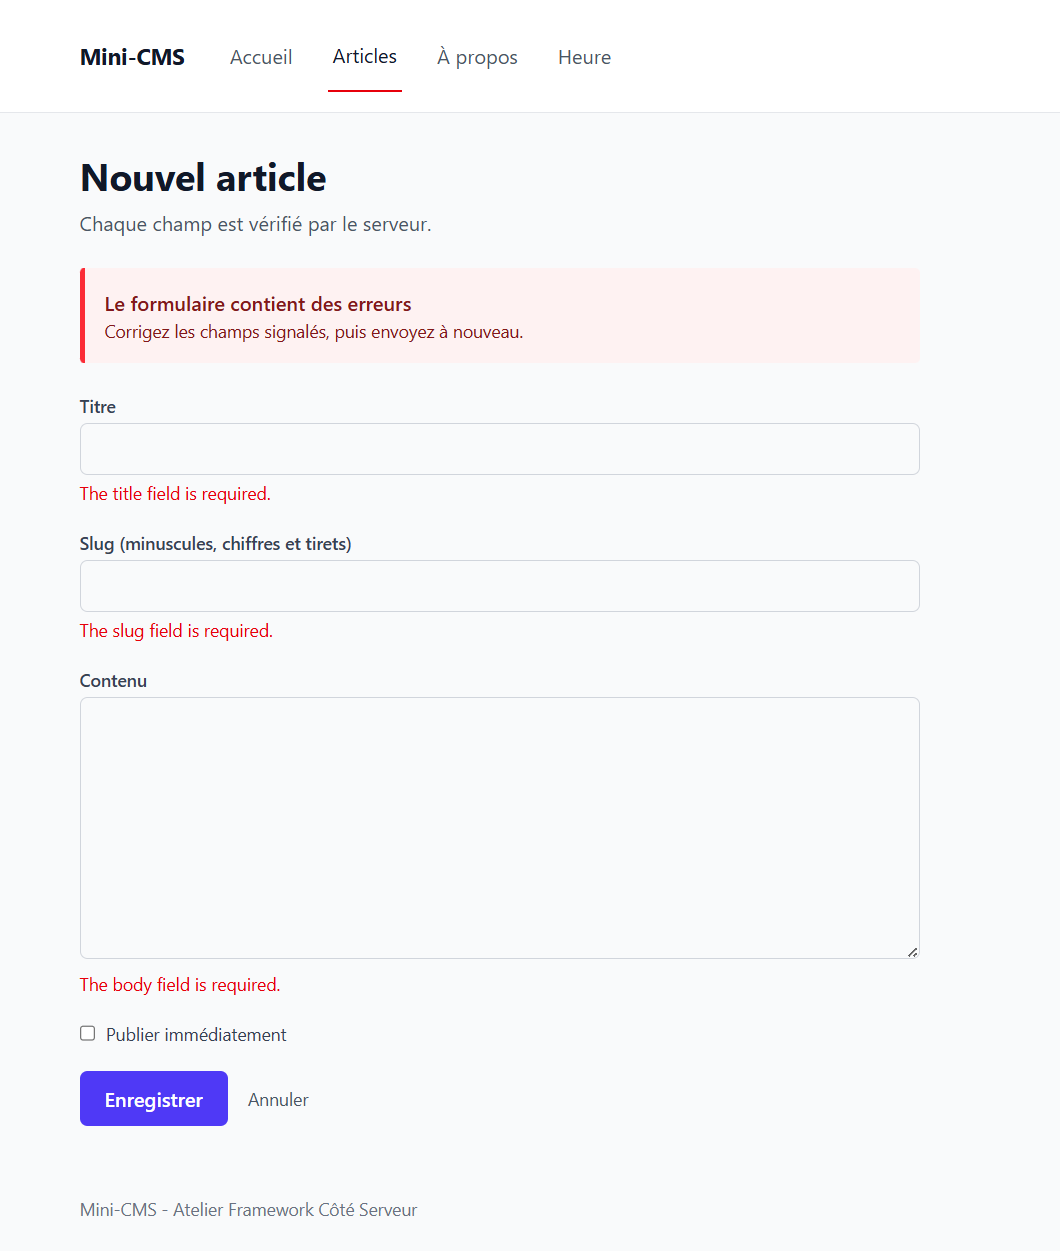 Mini-CMS Accueil Articles À propos Heure
Nouvel article
Chaque champ est vérifié par le serveur.
Le formulaire contient des erreurs
Corrigez les champs signalés, puis envoyez à nouveau.
Titre
The title field is required.
Slug (minuscules, chiffres et tirets)
The slug field is required.
Contenu
The body field is required.
Publier immédiatement
Enregistrer Annuler
Mini-CMS - Atelier Framework Côté Serveur